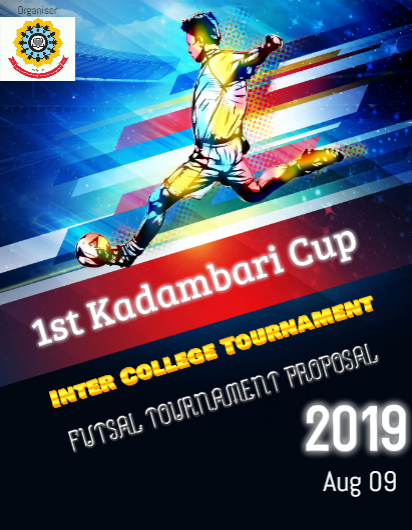 Organiser
1st Kadambari Cup
Inter College Tournament
FUTSAL TOURNAMENT PROPOSAL
2019
Aug 09